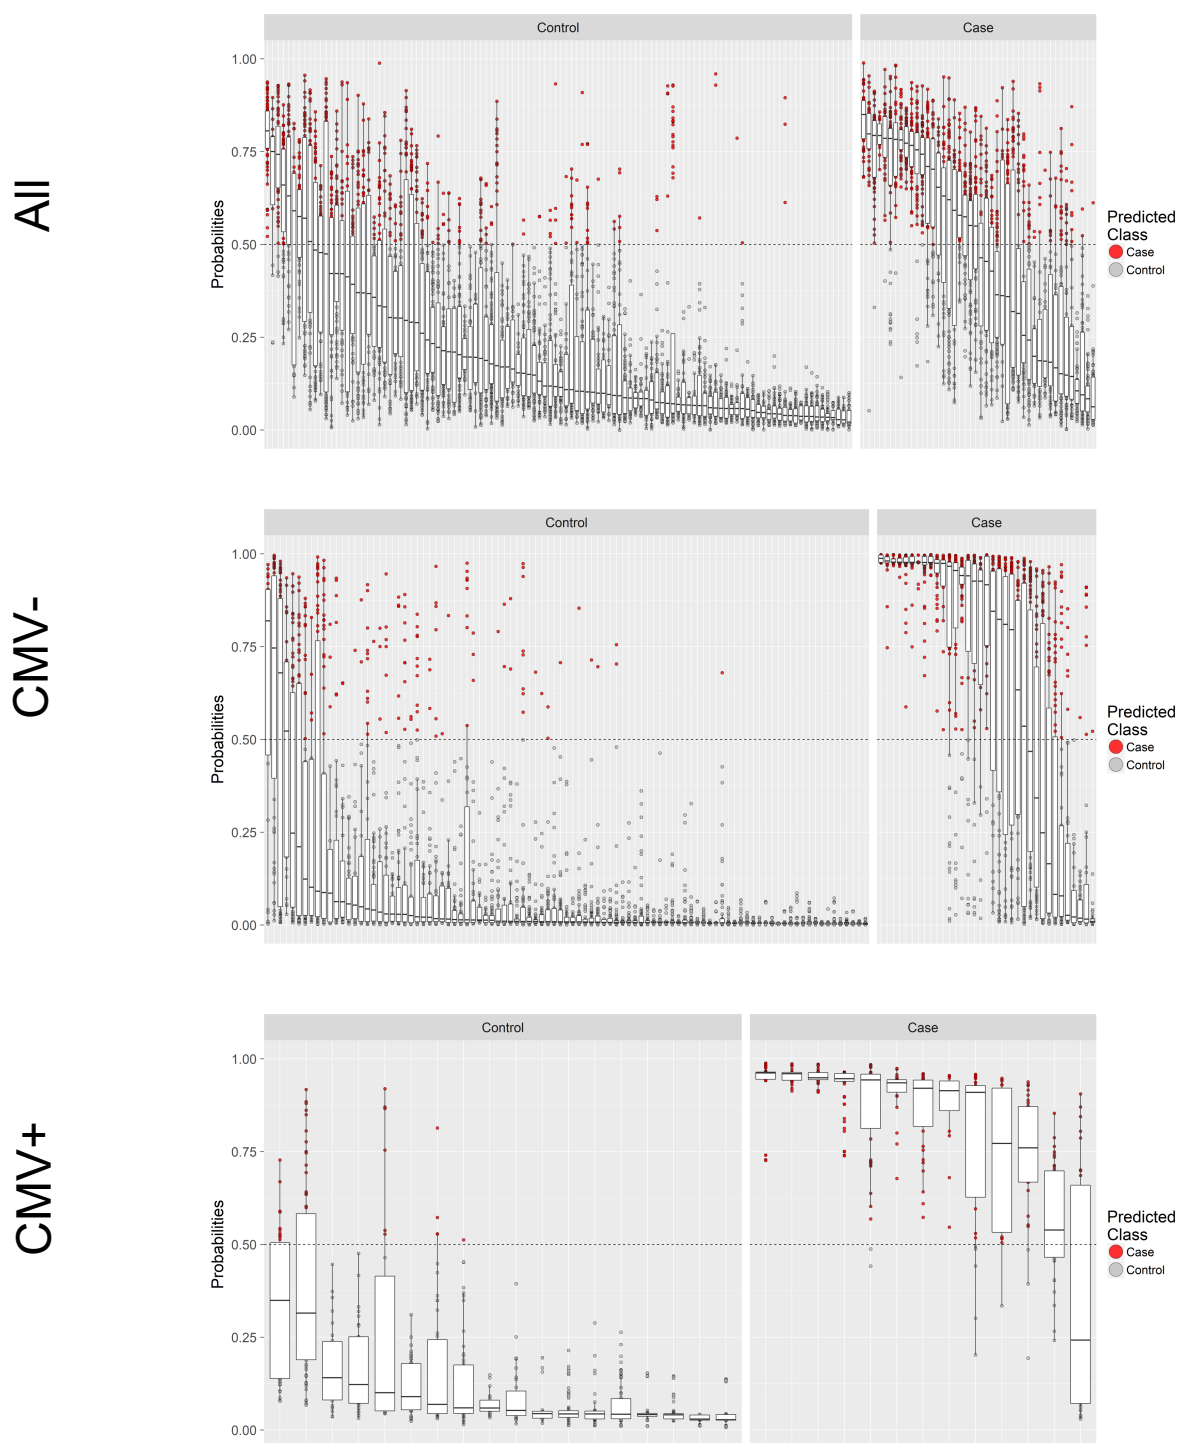 All
Control
Case
Probabilities
1.00
0.75
0.50
0.25
0.00
Predicted
Class
Case
Control
CMV-
Control
Case
Probabilities
1.00
0.75
0.50
0.25
0.00
Predicted
Class
Case
Control
CMV+
Control
Case
Probabilities
1.00
0.75
0.50
0.25
0.00
Predicted
Class
Case
Control